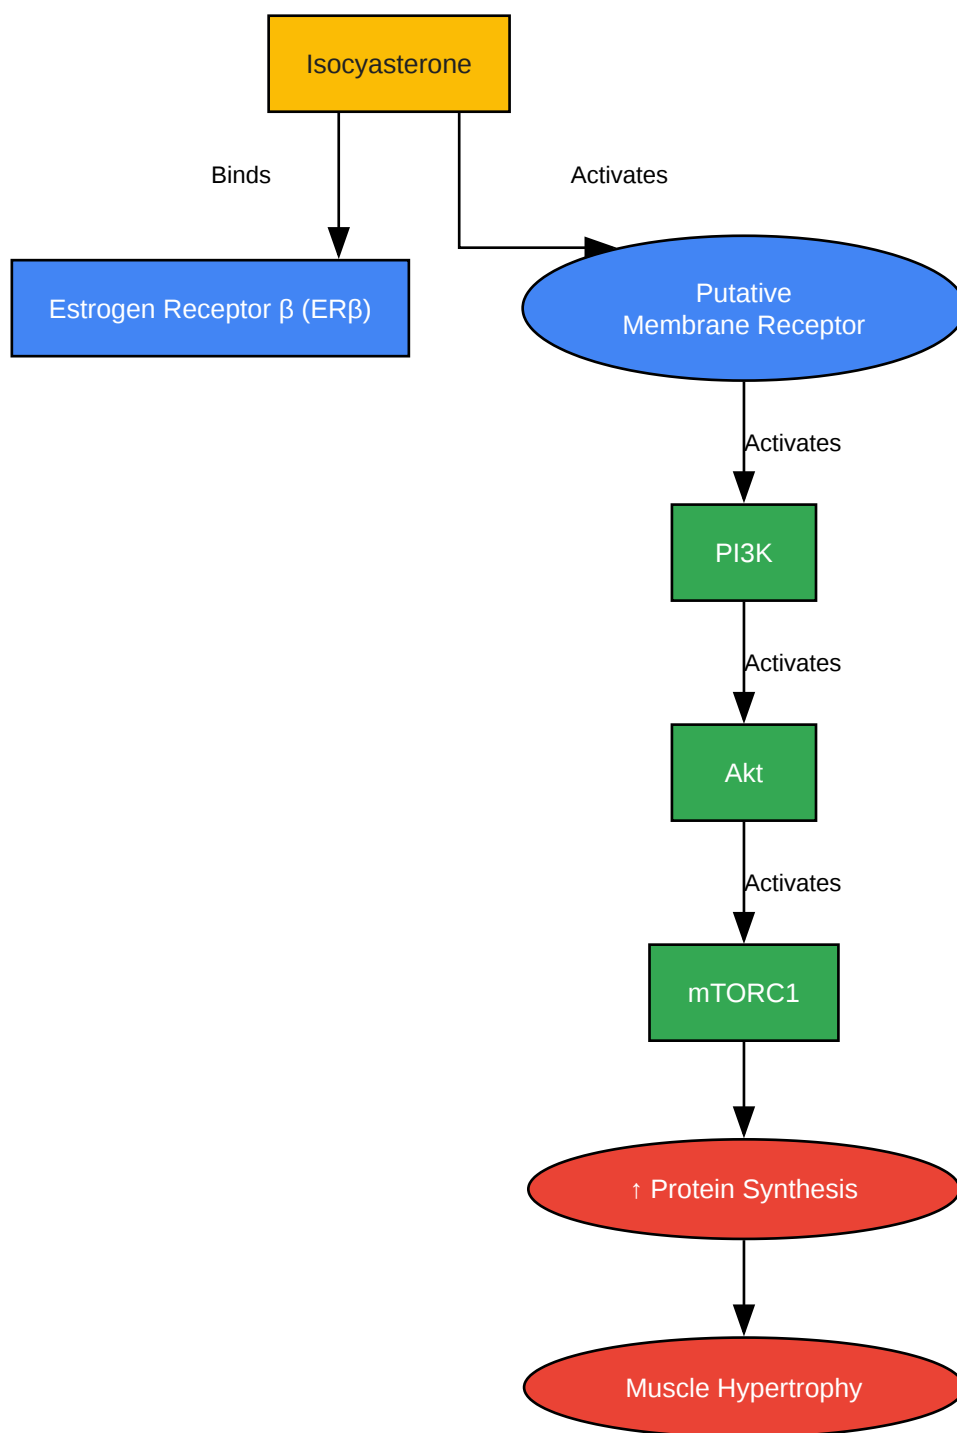 Isocyasterone
Binds
Activates
Estrogen Receptor β (ERβ)
Putative
Membrane Receptor
Activates
PI3K
Activates
Akt
Activates
mTORC1
↑ Protein Synthesis
Muscle Hypertrophy